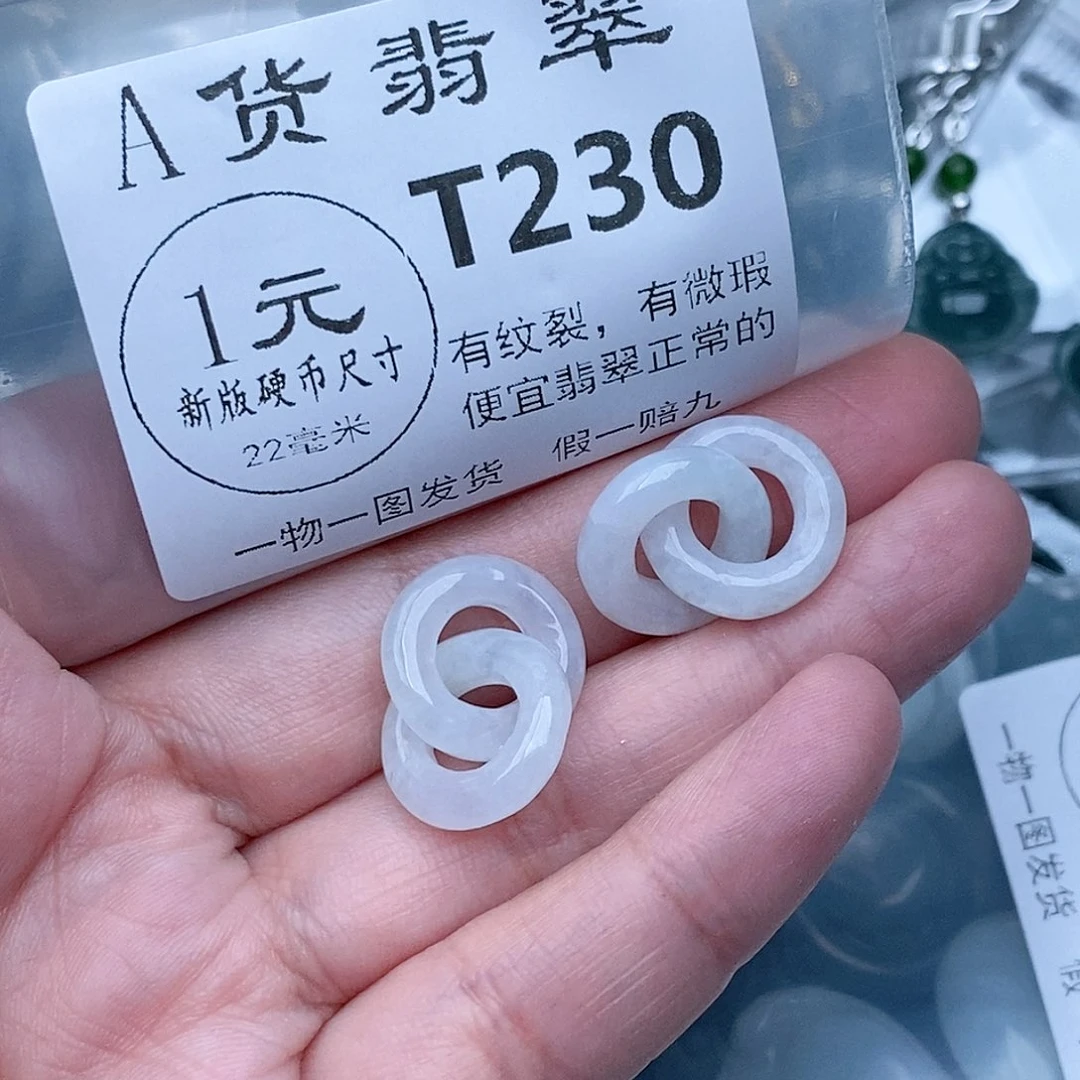 A货翡翠
T230
1元
新版硬币尺寸
22毫米
有纹裂，有微瑕
便宜翡翠正常的
一物一图发货 假一赔九
一物一图发货 假